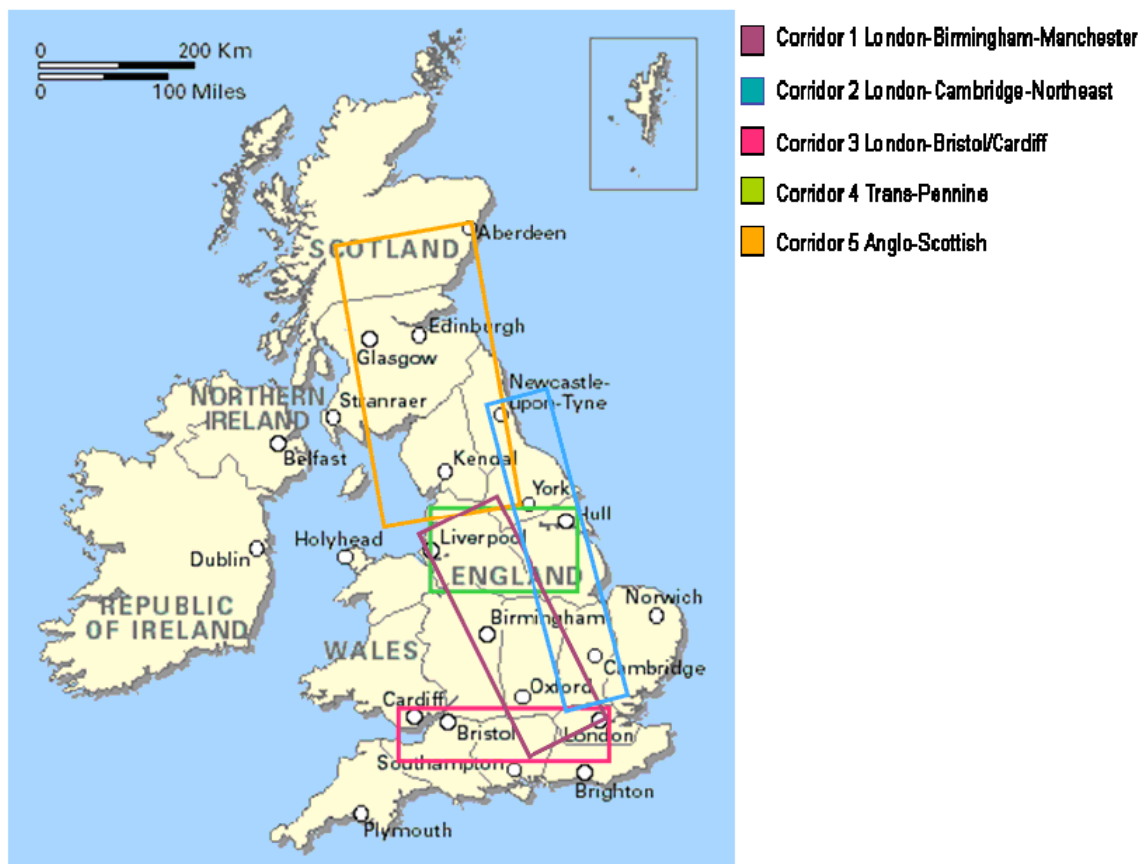 0 200 Km
0 100 Miles
Corridor 1 London-Birmingham-Manchester
Corridor 2 London-Cambridge-Northeast
Corridor 3 London-Bristol/Cardiff
Corridor 4 Trans-Pennine
Corridor 5 Anglo-Scottish
Aberdeen
SCOTLAND
Edinburgh
Glasgow
Newcastle-
upon-Tyne
NORTHERN
IRELAND
Stranraer
Belfast
Kendal
York
Hull
Holyhead
Liverpool
Dublin
ENGLAND
REPUBLIC
OF IRELAND
Norwich
Birmingham
WALES
Cambridge
Oxford
Cardiff
Bristol
London
Southampton
Brighton
Plymouth